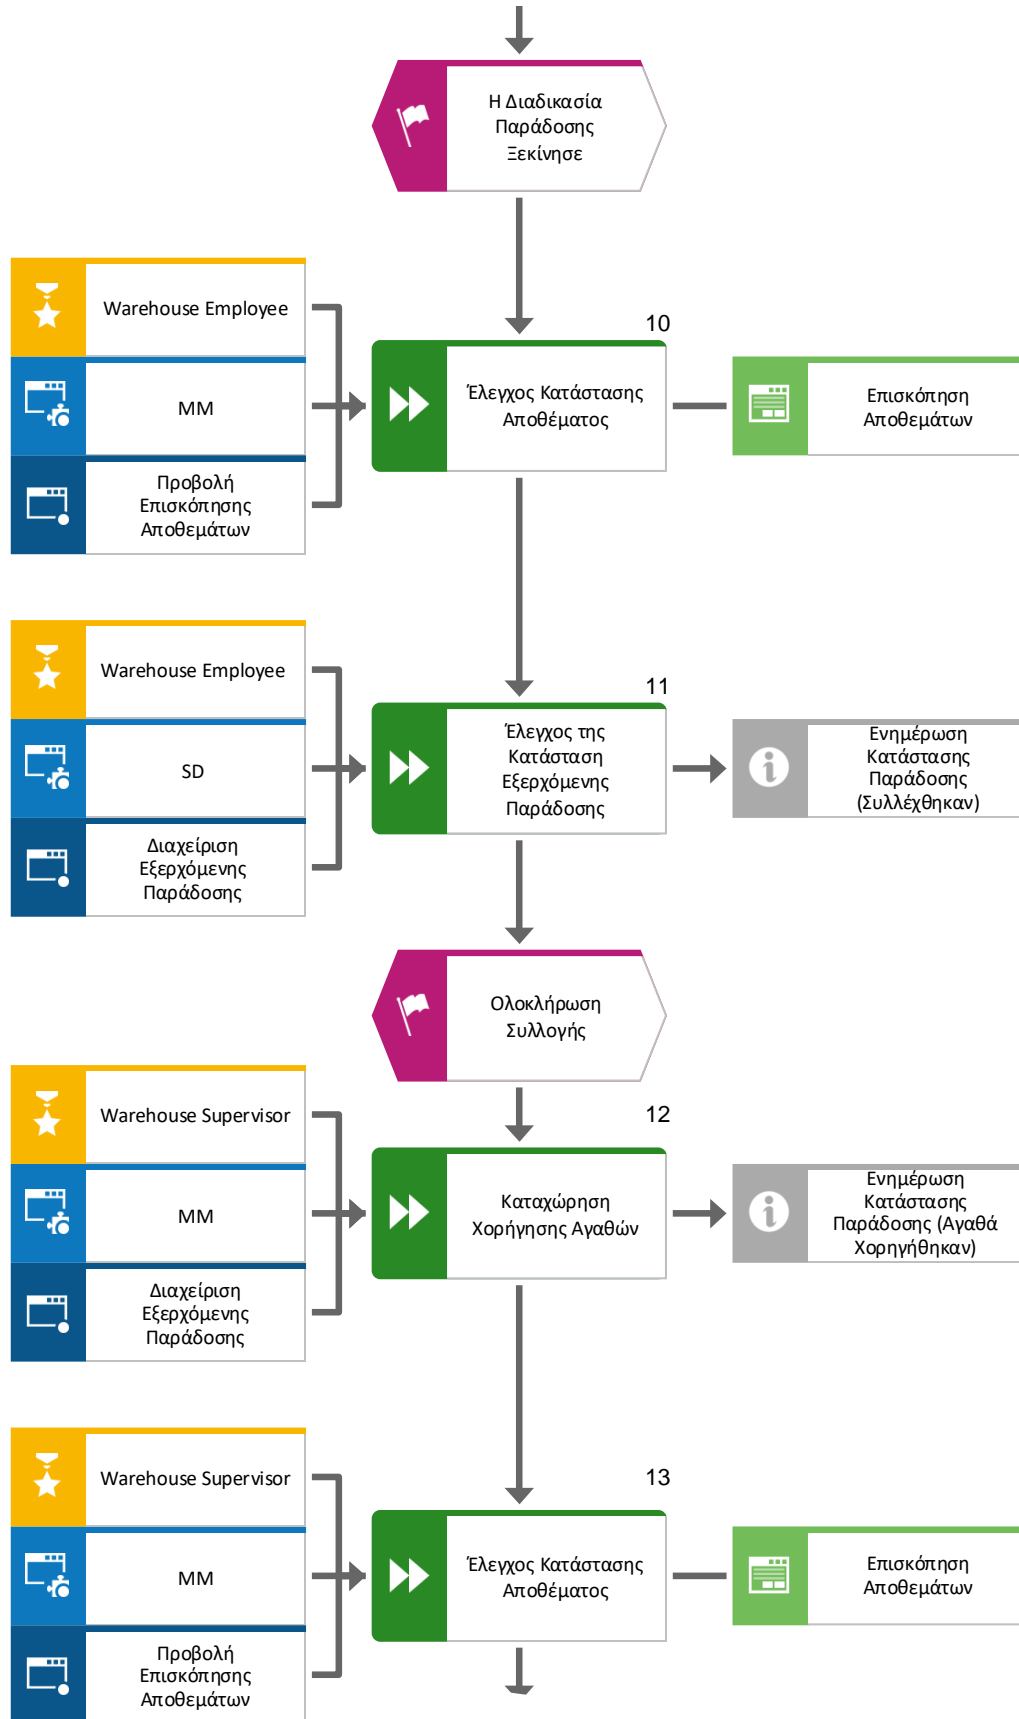 Η Διαδικασία
Παράδοσης
Ξεκίνησε
Warehouse Employee
MM
Προβολή
Επισκόπησης
Αποθεμάτων
10
Έλεγχος Κατάστασης
Αποθέματος
Επισκόπηση
Αποθεμάτων
Warehouse Employee
SD
Διαχείριση
Εξερχόμενης
Παράδοσης
11
Έλεγχος της
Κατάσταση
Εξερχόμενης
Παράδοσης
Ενημέρωση
Κατάστασης
Παράδοσης
(Συλλέχθηκαν)
Ολοκλήρωση
Συλλογής
Warehouse Supervisor
MM
Διαχείριση
Εξερχόμενης
Παράδοσης
12
Καταχώρηση
Χορήγησης Αγαθών
Ενημέρωση
Κατάστασης
Παράδοσης (Αγαθά
Χορηγήθηκαν)
Warehouse Supervisor
MM
Προβολή
Επισκόπησης
Αποθεμάτων
13
Έλεγχος Κατάστασης
Αποθέματος
Επισκόπηση
Αποθεμάτων